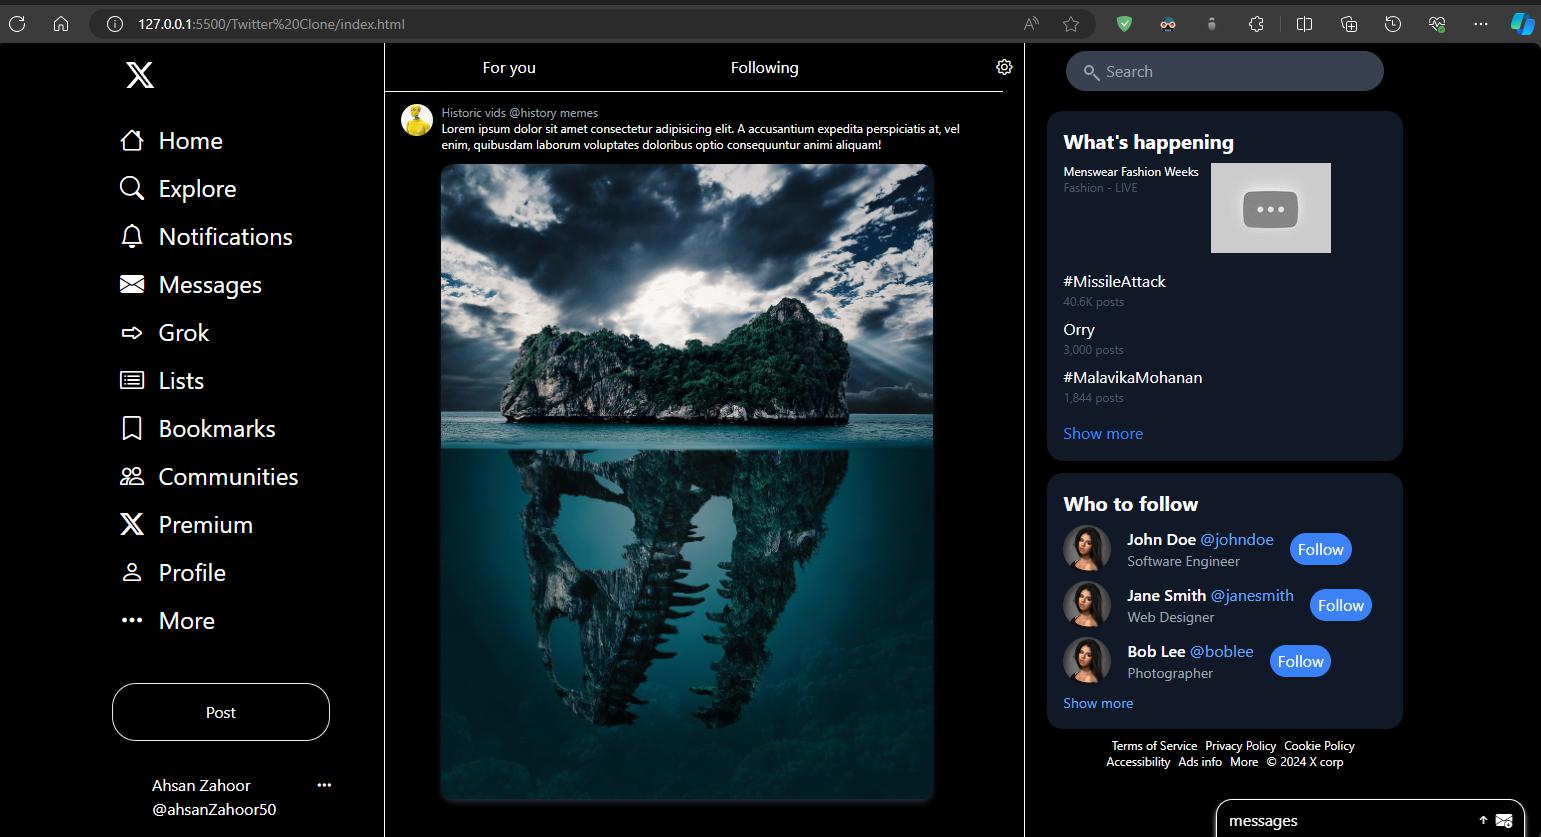 127.0.0.1:5500/Twitter%20Clone/index.html
Home
Explore
Notifications
Messages
Grok
Lists
Bookmarks
Communities
Premium
Profile
More
Post
Ahsan Zahoor
@ahsanZahoor50
For you Following
Historic vids @history memes
Lorem ipsum dolor sit amet consectetur adipisicing elit. A accusantium expedita perspiciatis at, vel
enim, quibusdam laborum voluptates doloribus optio consequuntur animi aliquam!
Search
What's happening
Menswear Fashion Weeks
Fashion - LIVE
#MissileAttack
40.6K posts
Orry
3,000 posts
#MalavikaMohanan
1,844 posts
Show more
Who to follow
John Doe @johndoe
Software Engineer
Follow
Jane Smith @janesmith
Web Designer
Follow
Bob Lee @boblee
Photographer
Follow
Show more
Terms of Service Privacy Policy Cookie Policy
Accessibility Ads info More © 2024 X corp
messages